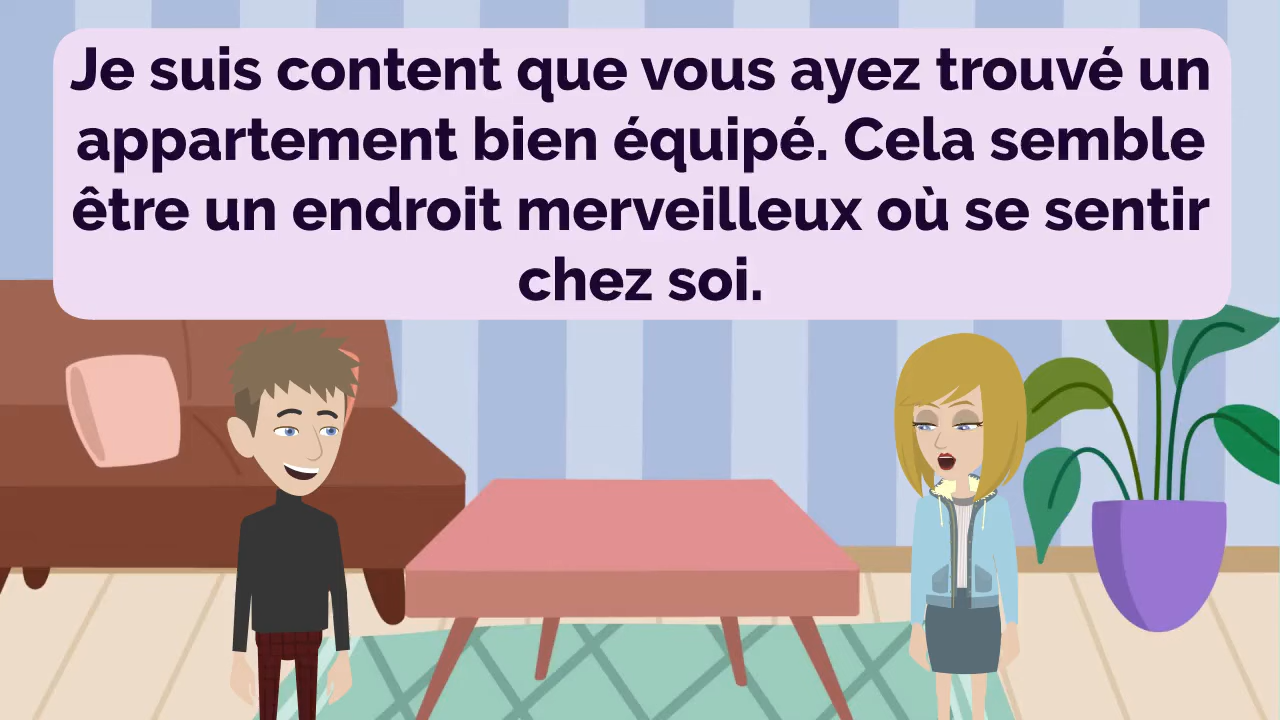 Je suis content que vous ayez trouvé un
appartement bien équipé. Cela semble
être un endroit merveilleux où se sentir
chez soi.